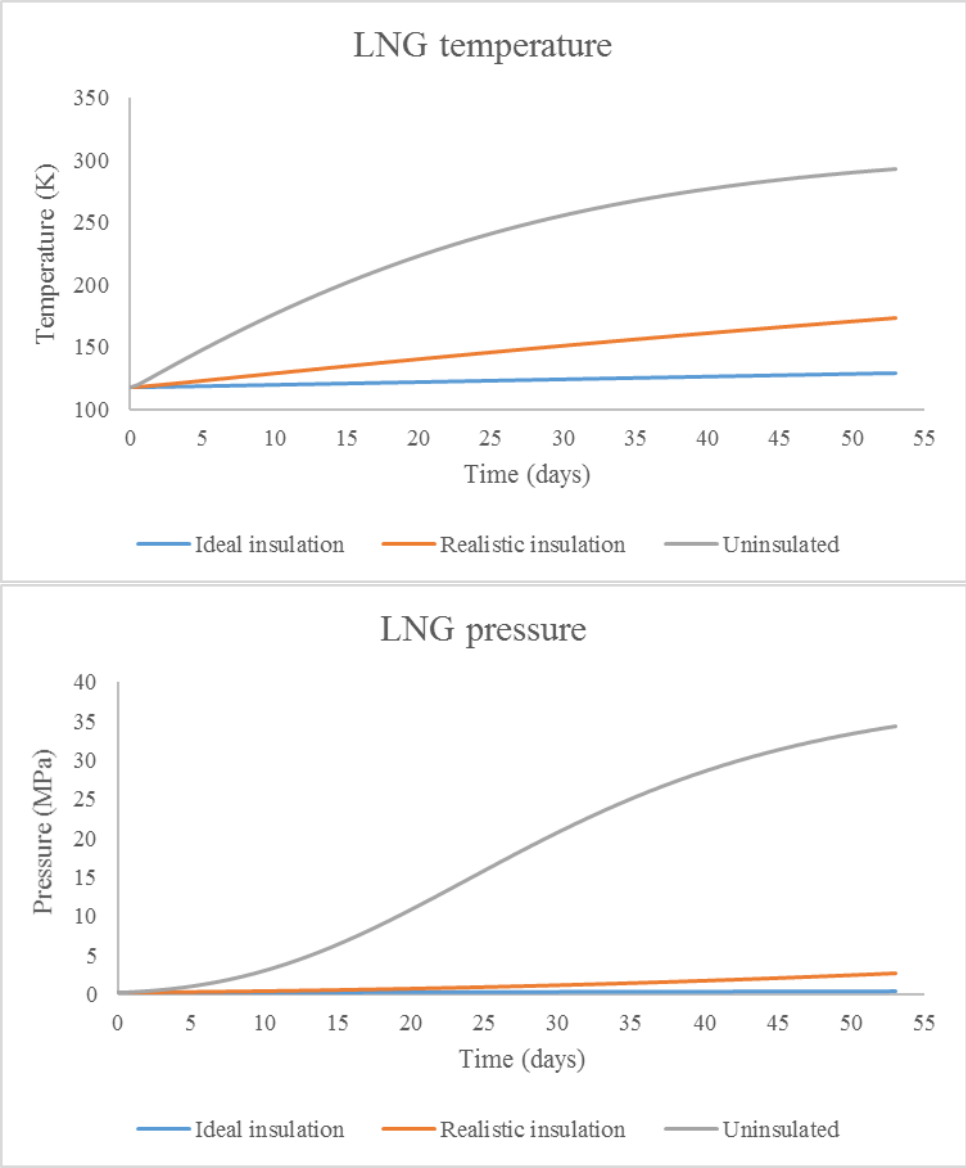 LNG temperature
350
300
250
200
150
100
Temperature (K)
0 5 10 15 20 25 30 35 40 45 50 55
Time (days)
Ideal insulation Realistic insulation Uninsulated
LNG pressure
40
35
30
25
20
15
10
5
0
Pressure (MPa)
0 5 10 15 20 25 30 35 40 45 50 55
Time (days)
Ideal insulation Realistic insulation Uninsulated